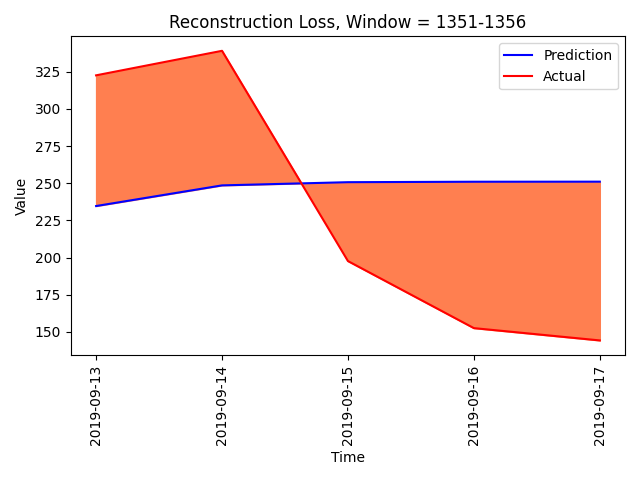 Reconstruction Loss, Window = 1351-1356
Prediction
Actual
Value
325
300
275
250
225
200
175
150
2019-09-13
2019-09-14
2019-09-15
2019-09-16
2019-09-17
Time